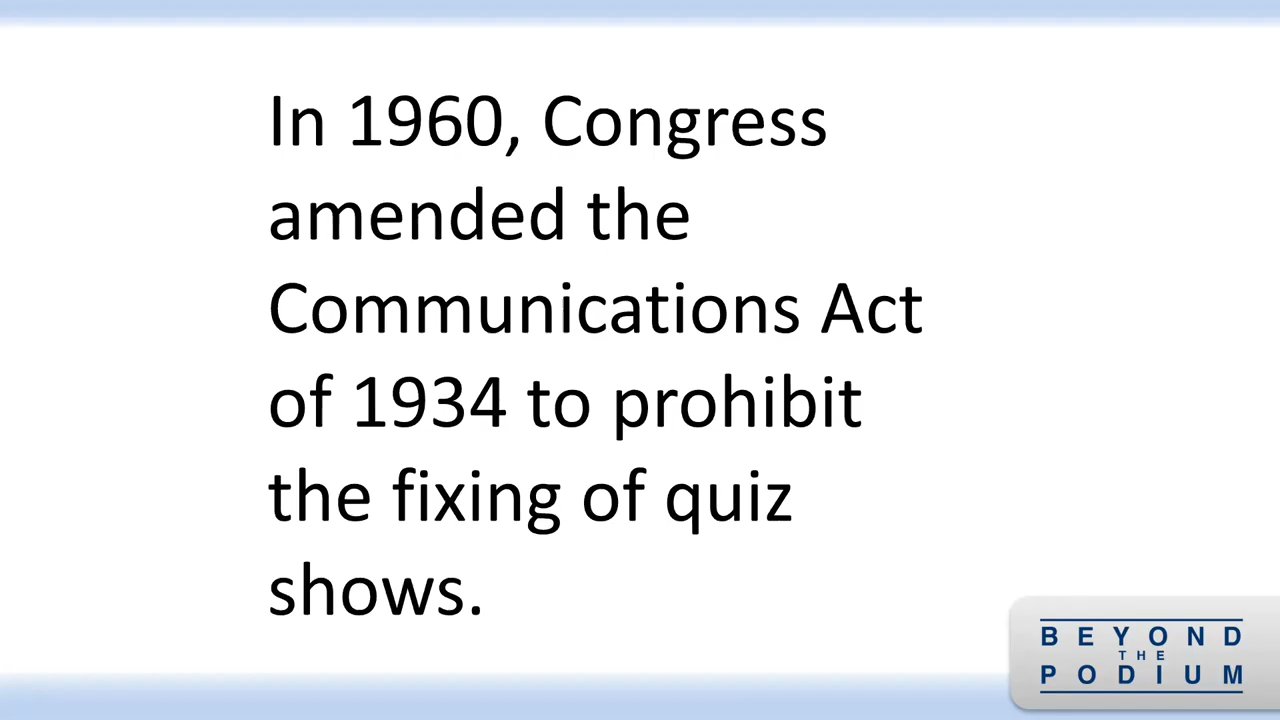 In 1960, Congress
amended the
Communications Act
of 1934 to prohibit
the fixing of quiz
shows.
BEYOND
THE
PODIUM